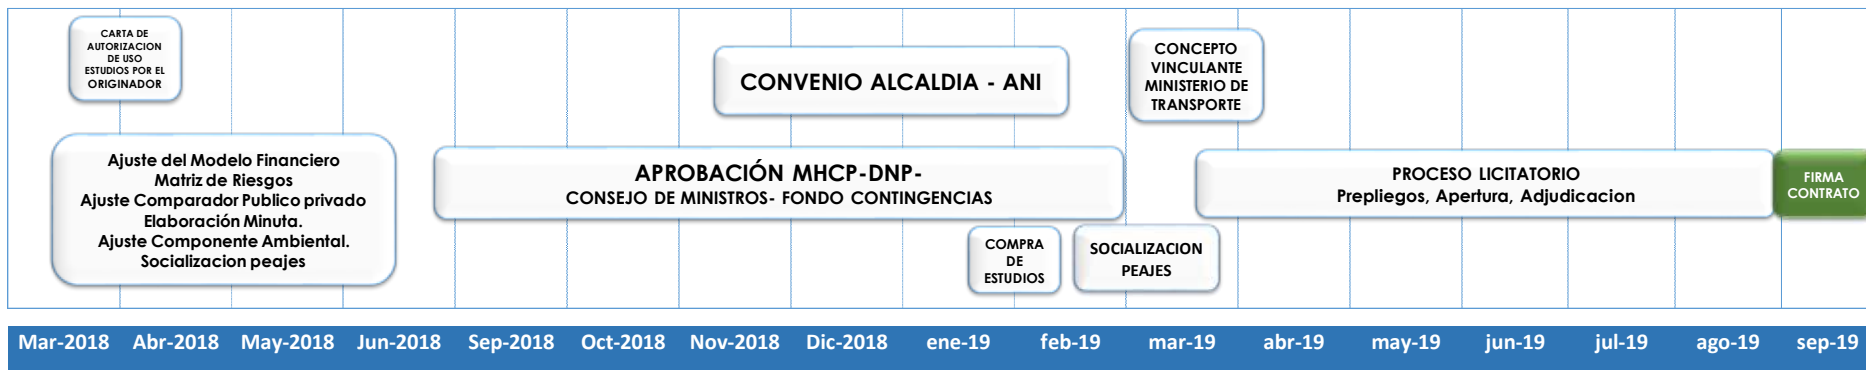 CARTA DE
AUTORIZACION
DE USO
ESTUDIOS POR EL
ORIGINADOR
CONVENIO ALCALDIA - ANI
CONCEPTO
VINCULANTE
MINISTERIO DE
TRANSPORTE
Ajuste del Modelo Financiero
Matriz de Riesgos
Ajuste Comparador Publico privado
Elaboración Minuta.
Ajuste Componente Ambiental.
Socializacion peajes
APROBACIÓN MHCP-DNP-
CONSEJO DE MINISTROS- FONDO CONTINGENCIAS
PROCESO LICITATORIO
Prepliegos, Apertura, Adjudicacion
FIRMA
CONTRATO
COMPRA
DE
ESTUDIOS
SOCIALIZACION
PEAJES
Mar-2018 Abr-2018 May-2018 Jun-2018 Sep-2018 Oct-2018 Nov-2018 Dic-2018 ene-19 feb-19 mar-19 abr-19 may-19 jun-19 jul-19 ago-19 sep-19